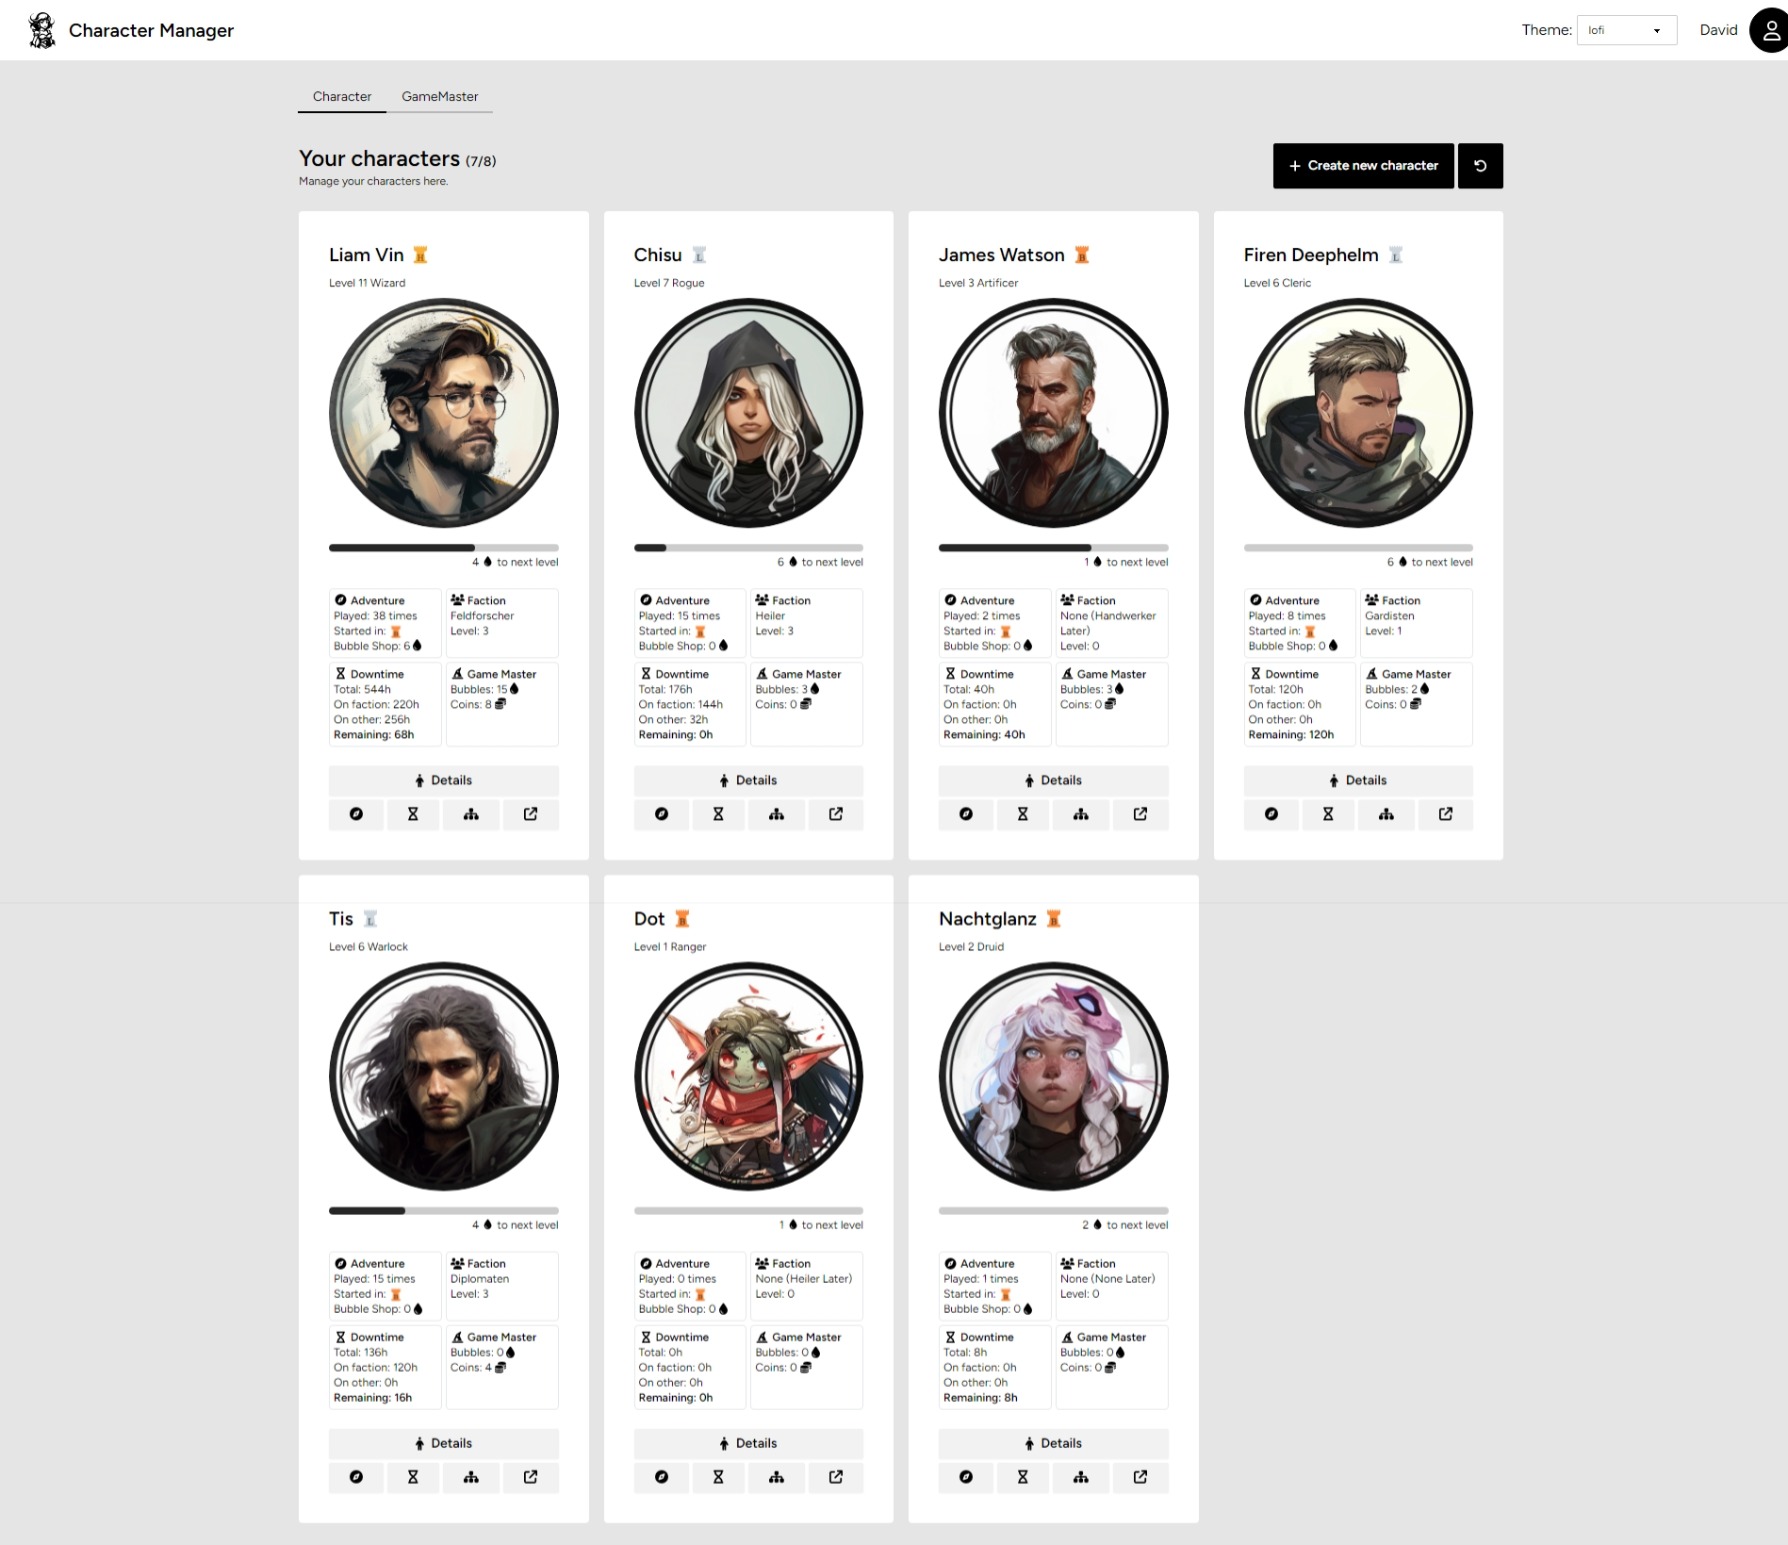 Character Manager
Theme: lofi
David
Character GameMaster
Your characters (7/8)
Manage your characters here.
+ Create new character
Liam Vin H
Level 11 Wizard
4 to next level
Adventure
Played: 38 times
Started in: B
Bubble Shop: 6
Faction
Feldforscher
Level: 3
Downtime
Total: 544h
On faction: 220h
On other: 256h
Remaining: 68h
Game Master
Bubbles: 15
Coins: 8
Details
Chisu L
Level 7 Rogue
6 to next level
Adventure
Played: 15 times
Started in: B
Bubble Shop: 0
Faction
Heiler
Level: 3
Downtime
Total: 176h
On faction: 144h
On other: 32h
Remaining: 0h
Game Master
Bubbles: 3
Coins: 0
Details
James Watson B
Level 3 Artificer
1 to next level
Adventure
Played: 2 times
Started in: B
Bubble Shop: 0
Faction
None (Handwerker
Later)
Level: 0
Downtime
Total: 40h
On faction: 0h
On other: 0h
Remaining: 40h
Game Master
Bubbles: 3
Coins: 0
Details
Firen Deephelm L
Level 6 Cleric
6 to next level
Adventure
Played: 8 times
Started in: B
Bubble Shop: 0
Faction
Gardisten
Level: 1
Downtime
Total: 120h
On faction: 0h
On other: 0h
Remaining: 120h
Game Master
Bubbles: 2
Coins: 0
Details
Tis L
Level 6 Warlock
4 to next level
Adventure
Played: 15 times
Started in: B
Bubble Shop: 0
Faction
Diplomaten
Level: 3
Downtime
Total: 136h
On faction: 120h
On other: 0h
Remaining: 16h
Game Master
Bubbles: 0
Coins: 4
Details
Dot B
Level 1 Ranger
1 to next level
Adventure
Played: 0 times
Started in: B
Bubble Shop: 0
Faction
None (Heiler Later)
Level: 0
Downtime
Total: 0h
On faction: 0h
On other: 0h
Remaining: 0h
Game Master
Bubbles: 0
Coins: 0
Details
Nachtglanz B
Level 2 Druid
2 to next level
Adventure
Played: 1 times
Started in: B
Bubble Shop: 0
Faction
None (None Later)
Level: 0
Downtime
Total: 8h
On faction: 0h
On other: 0h
Remaining: 8h
Game Master
Bubbles: 0
Coins: 0
Details